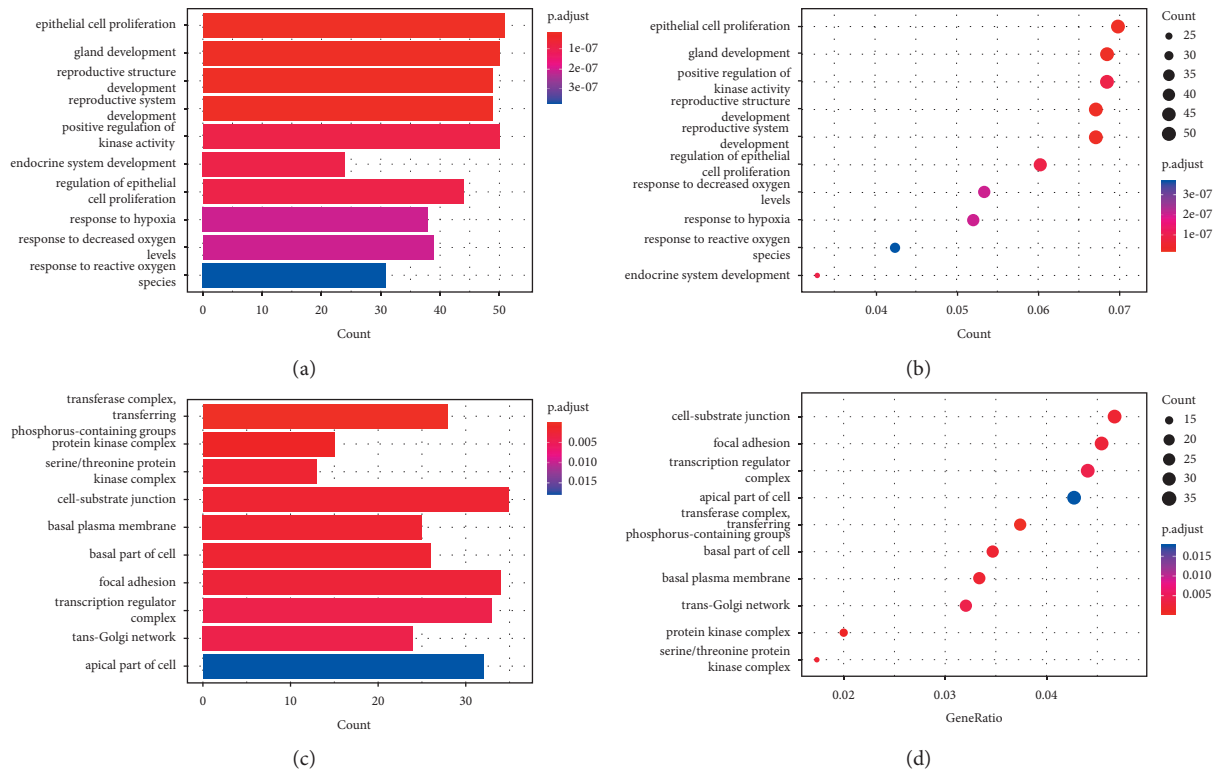 epithelial cell proliferation
gland development
reproductive structure
development
reproductive system
development
positive regulation of
kinase activity
endocrine system development
regulation of epithelial
cell proliferation
response to hypoxia
response to decreased oxygen
levels
response to reactive oxygen
species
0 10 20 30 40 50
Count
p.adjust
1e-07
2e-07
3e-07
(a)
epithelial cell proliferation
gland development
positive regulation of
kinase activity
reproductive structure
development
reproductive system
development
regulation of epithelial
cell proliferation
response to decreased oxygen
levels
response to hypoxia
response to reactive oxygen
species
endocrine system development
0.04 0.05 0.06 0.07
Count
Count
25
30
35
40
45
50
p.adjust
3e-07
2e-07
1e-07
(b)
transferase complex,
transferring
phosphorus-containing groups
protein kinase complex
serine/threonine protein
kinase complex
cell-substrate junction
basal plasma membrane
basal part of cell
focal adhesion
transcription regulator
complex
tans-Golgi network
apical part of cell
0 10 20 30
Count
p.adjust
0.005
0.010
0.015
(c)
cell-substrate junction
focal adhesion
transcription regulator
complex
apical part of cell
transferase complex,
transferring
phosphorus-containing groups
basal part of cell
basal plasma membrane
trans-Golgi network
protein kinase complex
serine/threonine protein
kinase complex
0.02 0.03 0.04
GeneRatio
Count
15
20
25
30
35
p.adjust
0.015
0.010
0.005
(d)